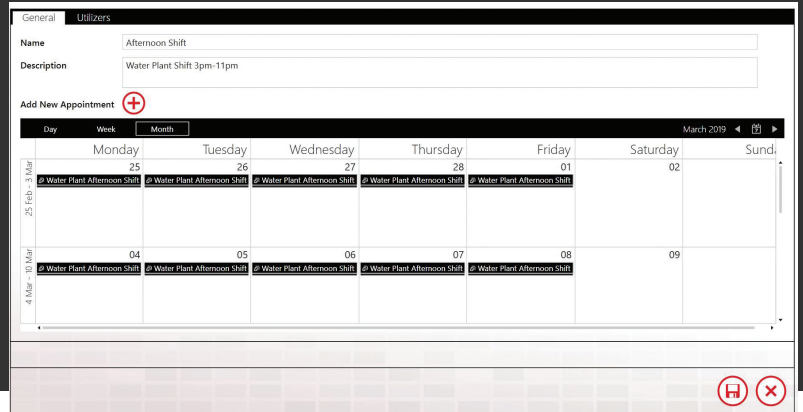 General Utilizers
Name Afternoon Shift
Description Water Plant Shift 3pm-11pm
Add New Appointment
Day Week Month March 2019
Monday Tuesday Wednesday Thursday Friday Saturday Sunda
25 Feb - 3 Mar
25 26 27 28 01 02
Water Plant Afternoon Shift Water Plant Afternoon Shift Water Plant Afternoon Shift Water Plant Afternoon Shift Water Plant Afternoon Shift
4 Mar - 10 Mar
04 05 06 07 08 09
Water Plant Afternoon Shift Water Plant Afternoon Shift Water Plant Afternoon Shift Water Plant Afternoon Shift Water Plant Afternoon Shift